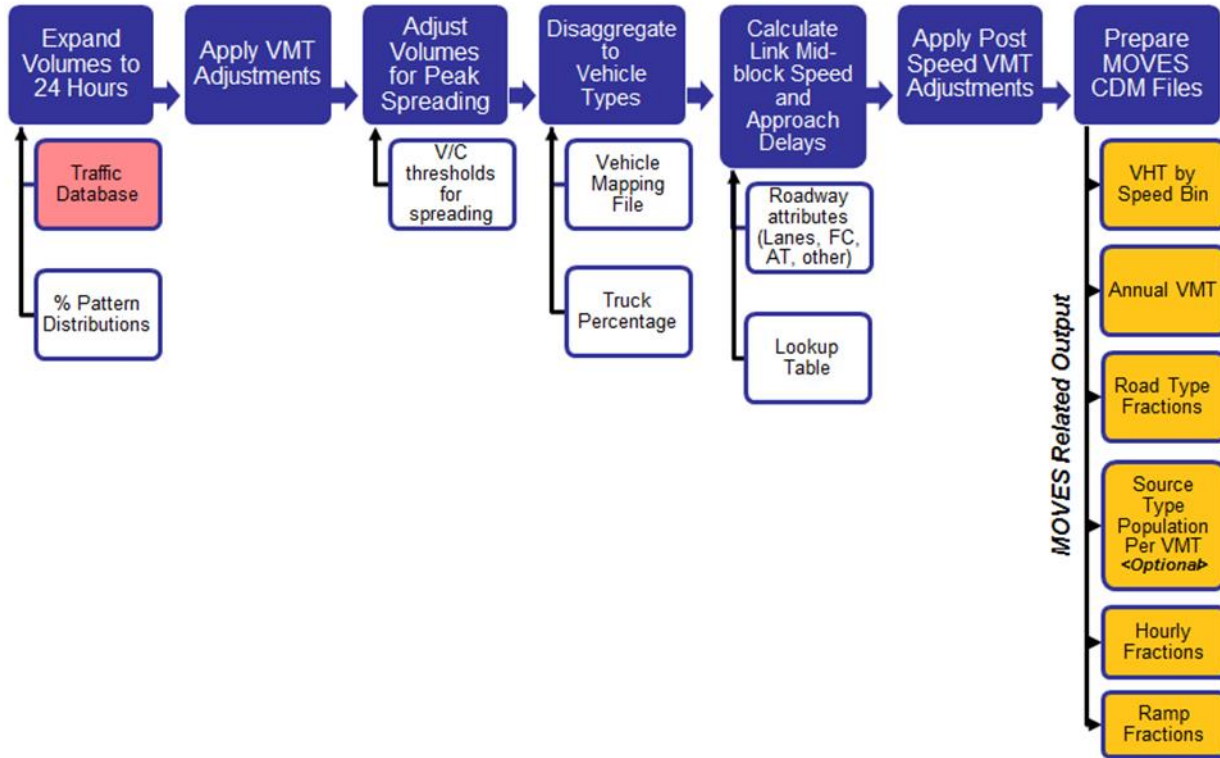 Expand
Volumes to
24 Hours
Apply VMT
Adjustments
Adjust
Volumes
for Peak
Spreading
Disaggregate
to
Vehicle
Types
Calculate
Link Mid-
block Speed
and
Approach
Delays
Apply Post
Speed VMT
Adjustments
Prepare
MOVES
CDM Files
Traffic
Database
% Pattern
Distributions
V/C
thresholds
for
spreading
Vehicle
Mapping
File
Truck
Percentage
Roadway
attributes
(Lanes, FC,
AT, other)
Lookup
Table
MOVES Related Output
VHT by
Speed Bin
Annual VMT
Road Type
Fractions
Source
Type
Population
Per VMT
<Optional>
Hourly
Fractions
Ramp
Fractions